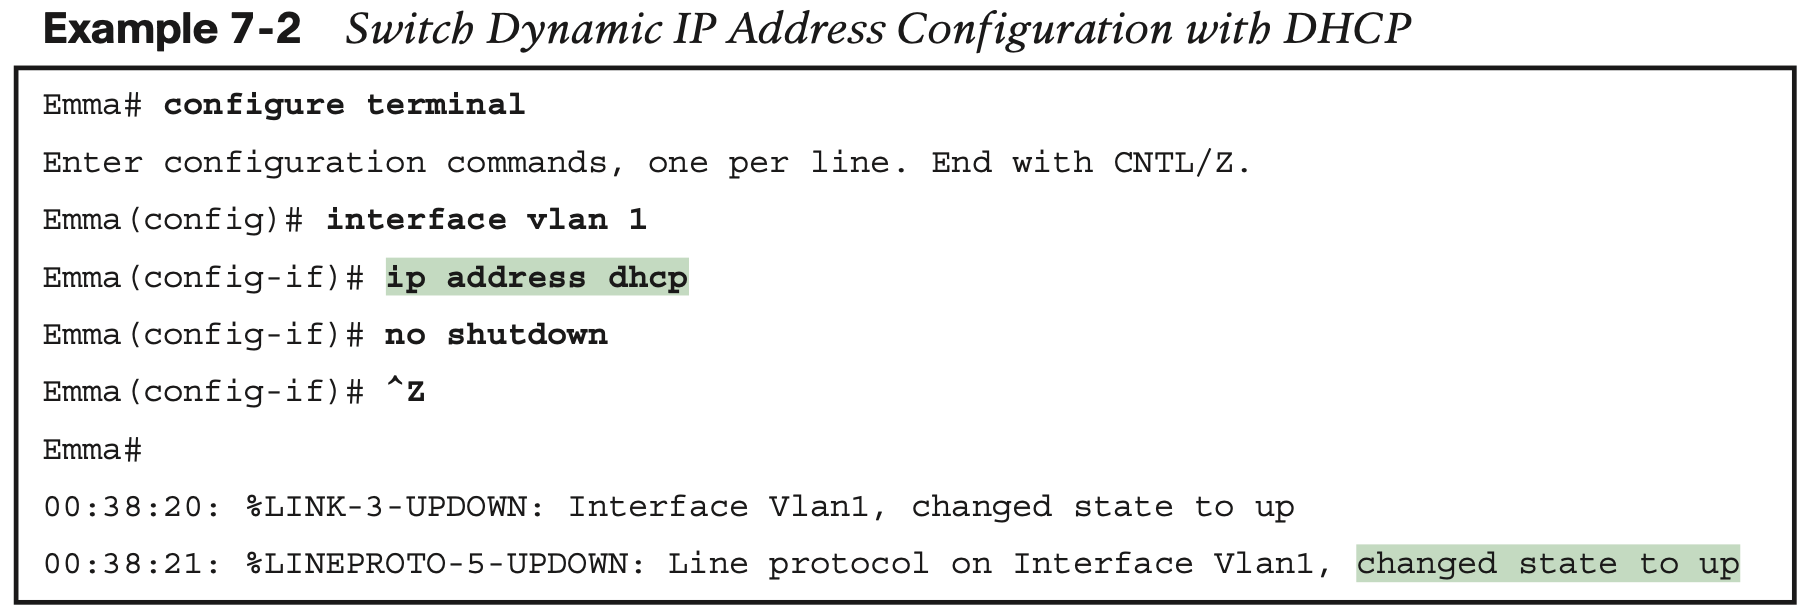 Example 7-2 Switch Dynamic IP Address Configuration with DHCP
Emma# configure terminal
Enter configuration commands, one per line. End with CNTL/Z.
Emma(config)# interface vlan 1
Emma(config-if)# ip address dhcp
Emma(config-if)# no shutdown
Emma(config-if)# ^Z
Emma#
00:38:20: %LINK-3-UPDOWN: Interface Vlan1, changed state to up
00:38:21: %LINEPROTO-5-UPDOWN: Line protocol on Interface Vlan1, changed state to up